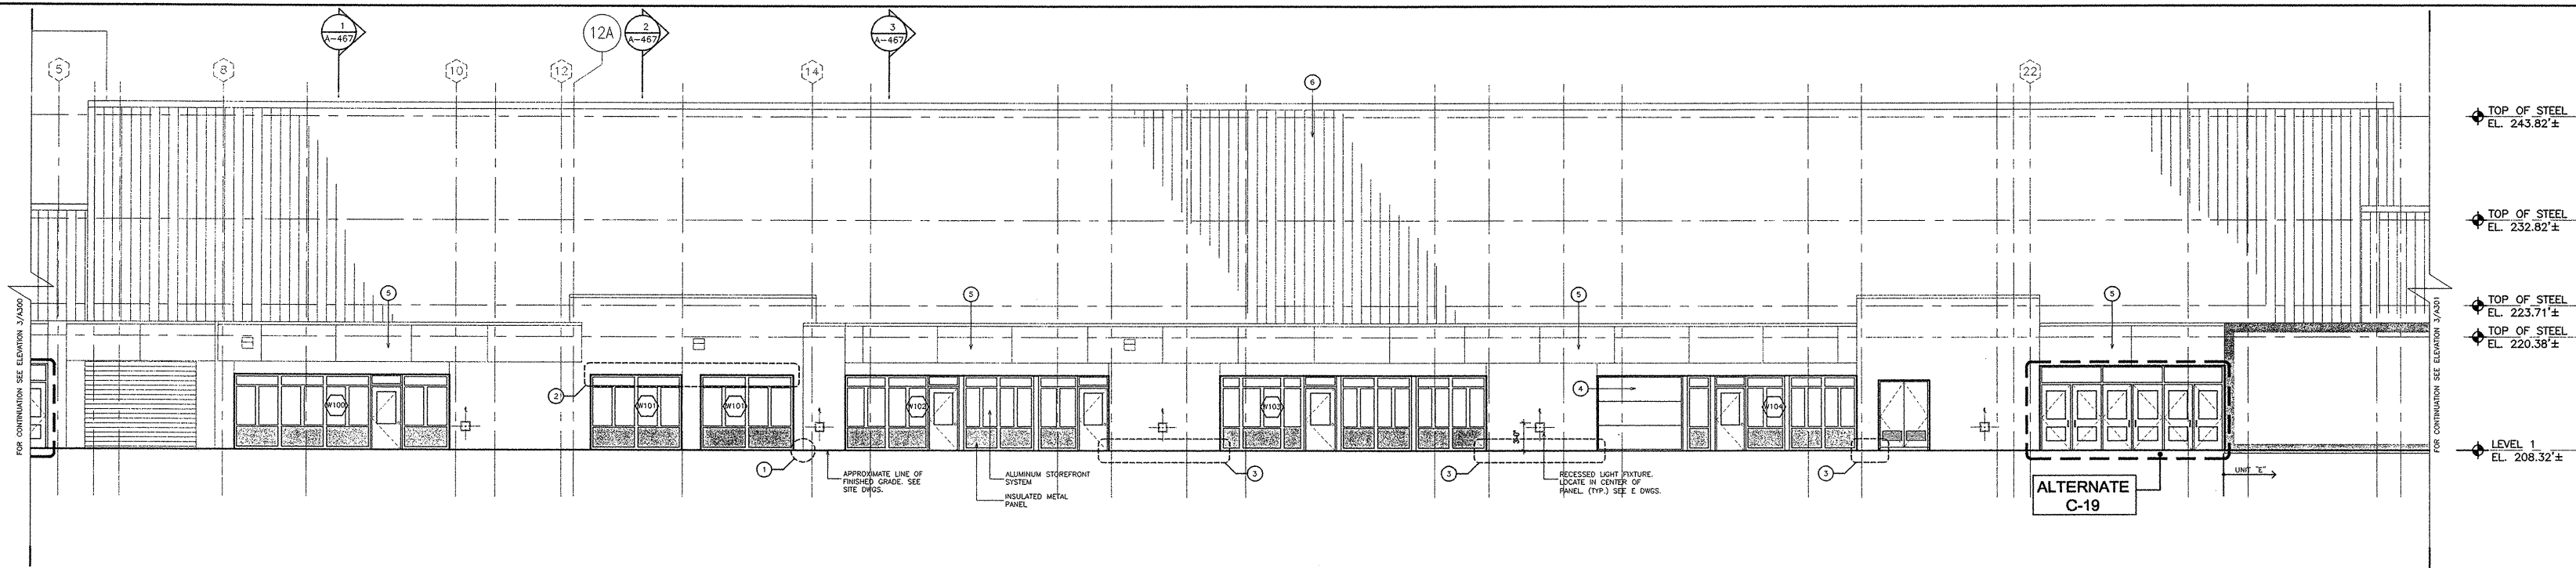 1
A-467
12A
2
A-467
3
A-467
5
8
10
12
14
22
6
TOP OF STEEL
EL. 243.82'±
TOP OF STEEL
EL. 232.82'±
TOP OF STEEL
EL. 223.71'±
TOP OF STEEL
EL. 220.38'±
LEVEL 1
EL. 208.32'±
FOR CONTINUATION SEE ELEVATION 3/A300
FOR CONTINUATION SEE ELEVATION 3/A301
5
5
5
5
W100
W101
W101
W102
W103
W104
2
4
1
3
3
3
3'-0"
APPROXIMATE LINE OF
FINISHED GRADE. SEE
SITE DWGS.
ALUMINUM STOREFRONT
SYSTEM
INSULATED METAL
PANEL
RECESSED LIGHT FIXTURE.
LOCATE IN CENTER OF
PANEL. (TYP.) SEE E DWGS.
UNIT "E"
ALTERNATE
C-19